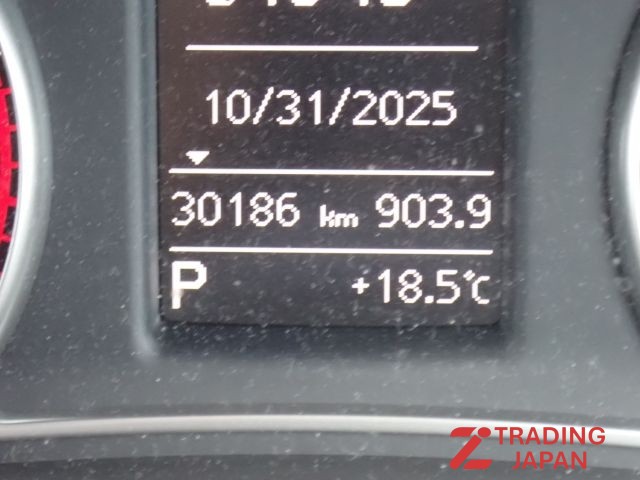 10/31/2025
30186 km 903.9
P +18.5°C
TRADING
JAPAN